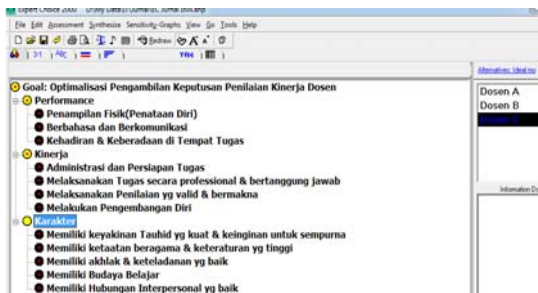 Expert Choice 2000
File Edit Assessment Synthesize Sensitivity-Graphs View Go Tools Help
Redraw
Alternatives: Ideal mo
Goal: Optimalisasi Pengambilan Keputusan Penilaian Kinerja Dosen
Performance
Penampilan Fisik(Penataan Diri)
Berbahasa dan Berkomunikasi
Kehadiran & Keberadaan di Tempat Tugas
Kinerja
Administrasi dan Persiapan Tugas
Melaksanakan Tugas secara professional & bertanggung jawab
Melaksanakan Penilaian yg valid & bermakna
Melakukan Pengembangan Diri
Karakter
Memiliki keyakinan Tauhid yg kuat & keinginan untuk sempurna
Memiliki ketaatan beragama & keteraturan yg tinggi
Memiliki akhlak & keteladanan yg baik
Memiliki Budaya Belajar
Memiliki Hubungan Interpersonal yg baik
Dosen A
Dosen B
Dosen C
Information Do